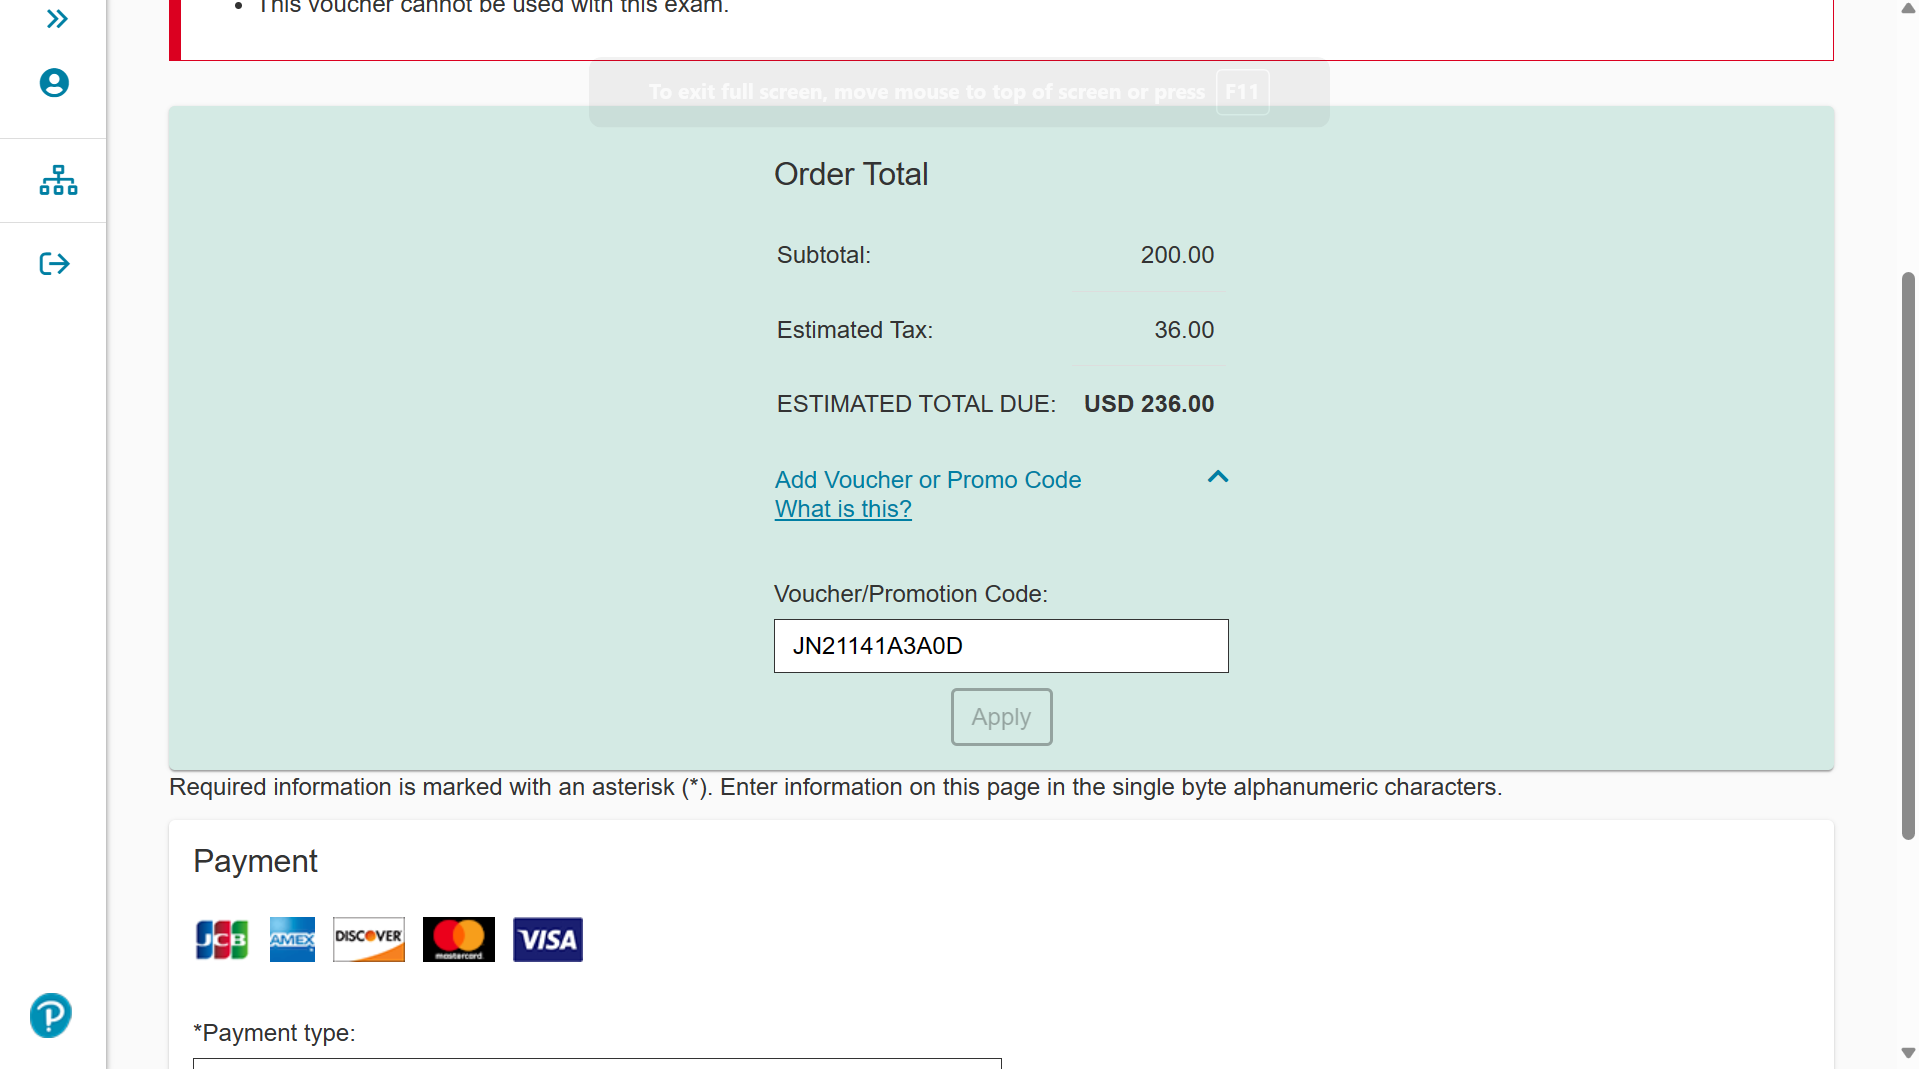 This voucher cannot be used with this exam.
To exit full screen, move mouse to top of screen or press F11
Order Total
Subtotal: 200.00
Estimated Tax: 36.00
ESTIMATED TOTAL DUE: USD 236.00
Add Voucher or Promo Code
What is this?
Voucher/Promotion Code:
JN21141A3A0D
Apply
Required information is marked with an asterisk (*). Enter information on this page in the single byte alphanumeric characters.
Payment
JCB AMEX DISCOVER mastercard VISA
*Payment type: